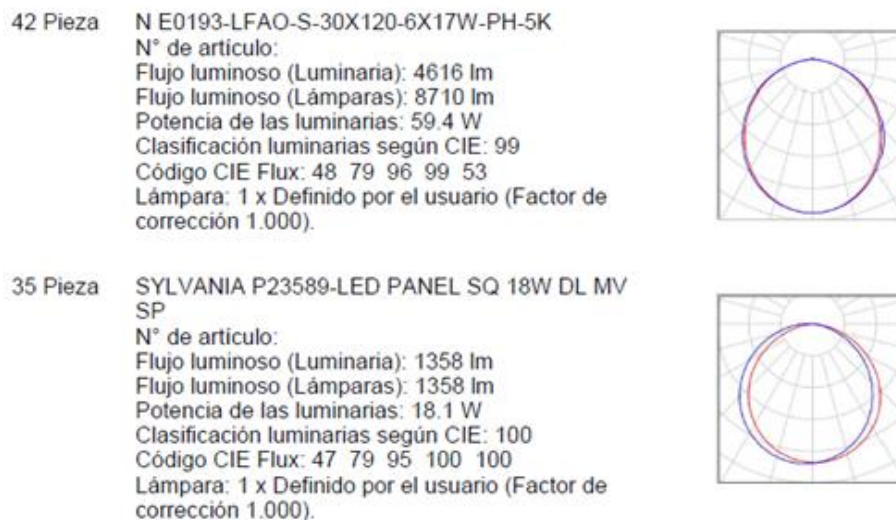 42 Pieza N E0193-LFAO-S-30X120-6X17W-PH-5K
N° de artículo:
Flujo luminoso (Luminaria): 4616 lm
Flujo luminoso (Lámparas): 8710 lm
Potencia de las luminarias: 59.4 W
Clasificación luminarias según CIE: 99
Código CIE Flux: 48 79 96 99 53
Lámpara: 1 x Definido por el usuario (Factor de
corrección 1.000).
35 Pieza SYLVANIA P23589-LED PANEL SQ 18W DL MV
SP
N° de artículo:
Flujo luminoso (Luminaria): 1358 lm
Flujo luminoso (Lámparas): 1358 lm
Potencia de las luminarias: 18.1 W
Clasificación luminarias según CIE: 100
Código CIE Flux: 47 79 95 100 100
Lámpara: 1 x Definido por el usuario (Factor de
corrección 1.000).